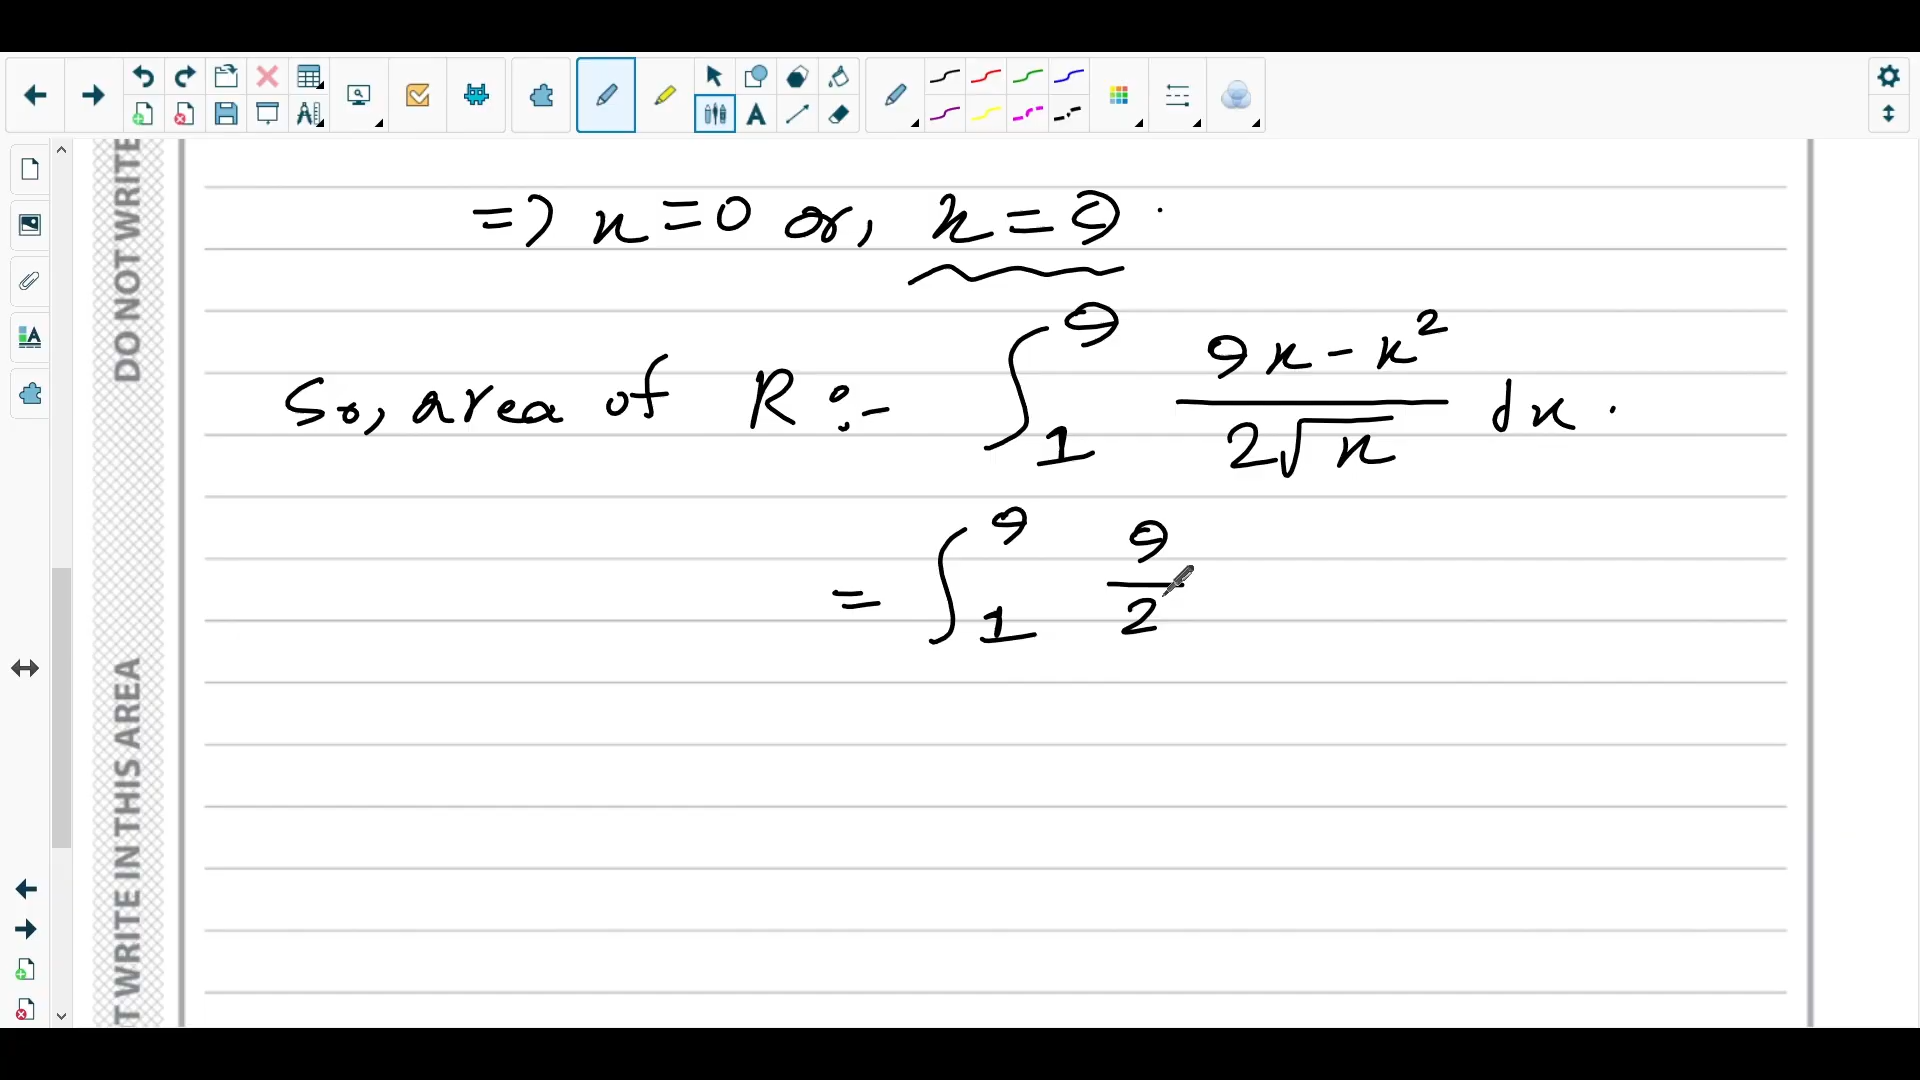 => x = 0 or, x = 9 .
So, area of R :- ∫₁⁹ (9x - x²)/(2√x) dx .
= ∫₁⁹ 9/2
DO NOT WRITE
T WRITE IN THIS AREA